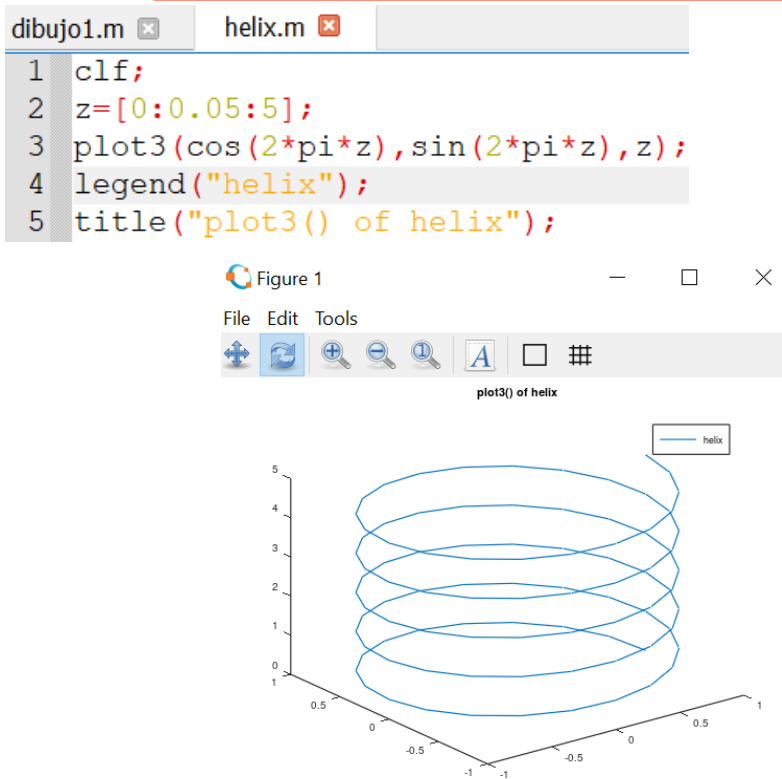 dibujo1.m helix.m
1 clf;
2 z=[0:0.05:5];
3 plot3(cos(2*pi*z),sin(2*pi*z),z);
4 legend("helix");
5 title("plot3() of helix");
Figure 1
File Edit Tools
A
plot3() of helix
helix
5
4
3
2
1
0
1
0.5
0
-0.5
-1
-1
-0.5
0
0.5
1